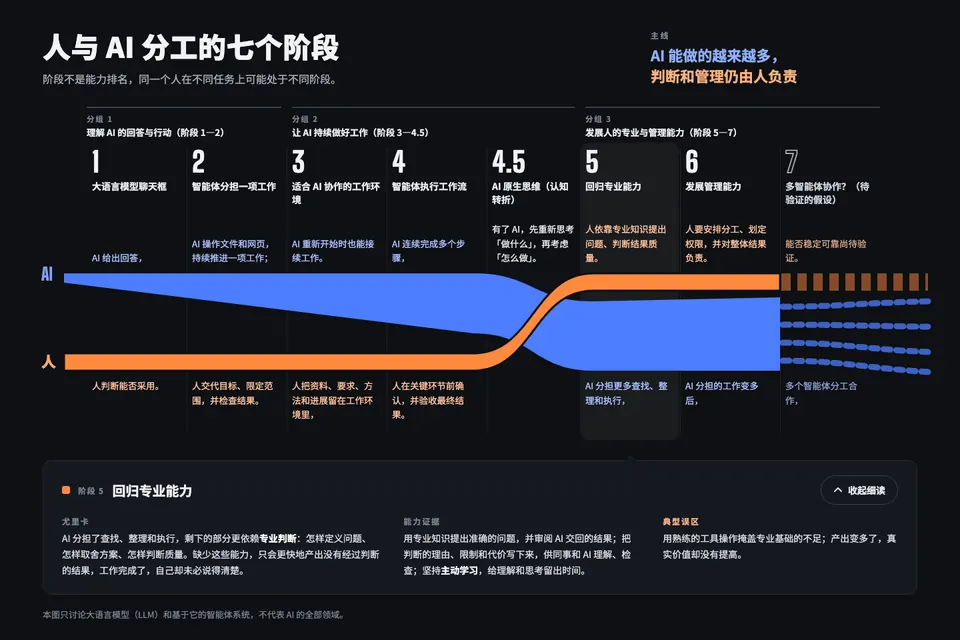 人与 AI 分工的七个阶段
阶段不是能力排名，同一个人在不同任务上可能处于不同阶段。
主线
AI 能做的越来越多，
判断和管理仍由人负责
分组 1
理解 AI 的回答与行动（阶段 1—2）
分组 2
让 AI 持续做好工作（阶段 3—4.5）
分组 3
发展人的专业与管理能力（阶段 5—7）
1
大语言模型聊天框
2
智能体分担一项工作
3
适合 AI 协作的工作环
境
4
智能体执行工作流
4.5
AI 原生思维（认知
转折）
5
回归专业能力
6
发展管理能力
7
多智能体协作？（待
验证的假设）
AI 给出回答，
AI 操作文件和网页，
持续推进一项工作；
AI 重新开始时也能接
续工作。
AI 连续完成多个步
骤，
有了 AI，先重新思考
「做什么」，再考虑
「怎么做」。
人依靠专业知识提出
问题、判断结果质
量。
人要安排分工、划定
权限，并对整体结果
负责。
能否稳定可靠尚待验
证。
AI
人
人判断能否采用。
人交代目标、限定范
围，并检查结果。
人把资料、要求、方
法和进展留在工作环
境里，
人在关键环节前确
认，并验收最终结
果。
AI 分担更多查找、整
理和执行，
AI 分担的工作变多
后，
多个智能体分工合
作，
阶段 5 回归专业能力
收起细读
尤里卡
AI 分担了查找、整理和执行，剩下的部分更依赖专业判断：怎样定义问题、
怎样取舍方案、怎样判断质量。缺少这些能力，只会更快地产出没有经过判断
的结果，工作完成了，自己却未必说得清楚。
能力证据
用专业知识提出准确的问题，并审阅 AI 交回的结果；把
判断的理由、限制和代价写下来，供同事和 AI 理解、检
查；坚持主动学习，给理解和思考留出时间。
典型误区
用熟练的工具操作掩盖专业基础的不足；产出变多了，真
实价却没有提高。
本图只讨论大语言模型（LLM）和基于它的智能体系统，不代表 AI 的全部领域。